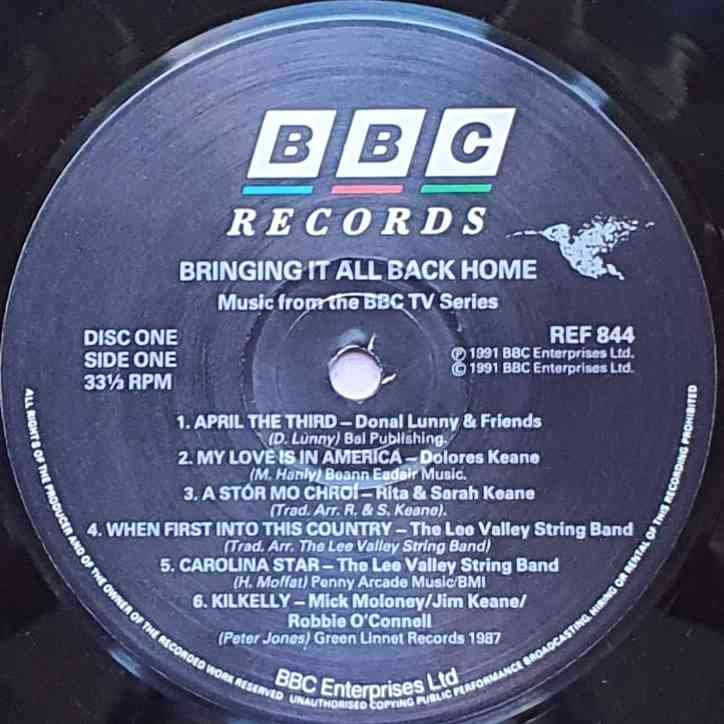 BBC
RECORDS
BRINGING IT ALL BACK HOME
Music from the BBC TV Series
DISC ONE
SIDE ONE
33⅓ RPM
REF 844
Ⓟ 1991 BBC Enterprises Ltd.
© 1991 BBC Enterprises Ltd.
1. APRIL THE THIRD – Donal Lunny & Friends
(D. Lunny) Bal Publishing.
2. MY LOVE IS IN AMERICA – Dolores Keane
(M. Hanly) Beann Eadair Music.
3. A STÓR MO CHROÍ – Rita & Sarah Keane
(Trad. Arr. R. & S. Keane).
4. WHEN FIRST INTO THIS COUNTRY – The Lee Valley String Band
(Trad. Arr. The Lee Valley String Band)
5. CAROLINA STAR – The Lee Valley String Band
(H. Moffat) Penny Arcade Music/BMI
6. KILKELLY – Mick Moloney/Jim Keane/
Robbie O'Connell
(Peter Jones) Green Linnet Records 1987
BBC Enterprises Ltd
ALL RIGHTS OF THE PRODUCER AND OF THE OWNER OF THE RECORDED WORK RESERVED UNAUTHORISED COPYING PUBLIC PERFORMANCE BROADCASTING, HIRING OR RENTAL OF THIS RECORDING PROHIBITED